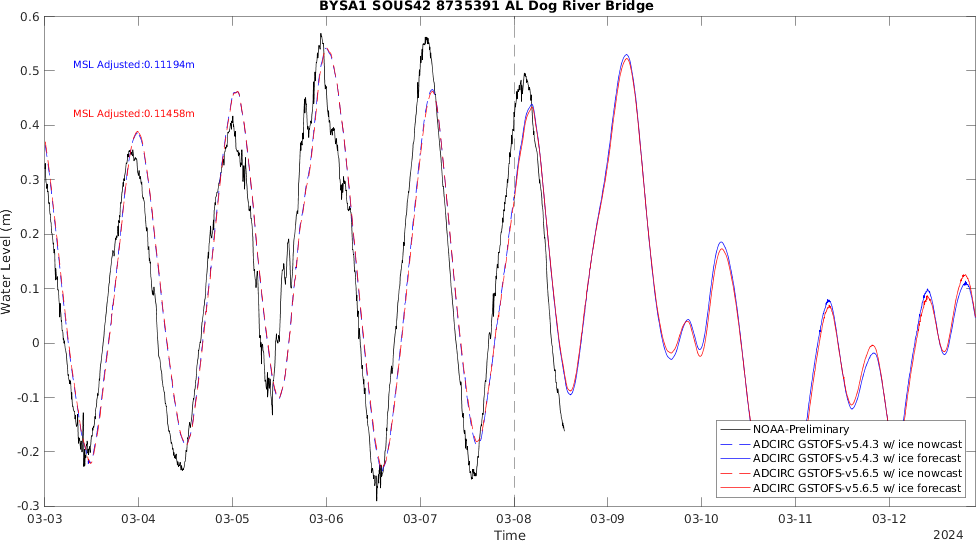 BYSA1 SOUS42 8735391 AL Dog River Bridge
0.6
0.5
0.4
0.3
0.2
0.1
0
-0.1
-0.2
-0.3
Water Level (m)
MSL Adjusted:0.11194m
MSL Adjusted:0.11458m
NOAA-Preliminary
ADCIRC GSTOFS-v5.4.3 w/ ice nowcast
ADCIRC GSTOFS-v5.4.3 w/ ice forecast
ADCIRC GSTOFS-v5.6.5 w/ ice nowcast
ADCIRC GSTOFS-v5.6.5 w/ ice forecast
03-03 03-04 03-05 03-06 03-07 03-08 03-09 03-10 03-11 03-12
Time
2024